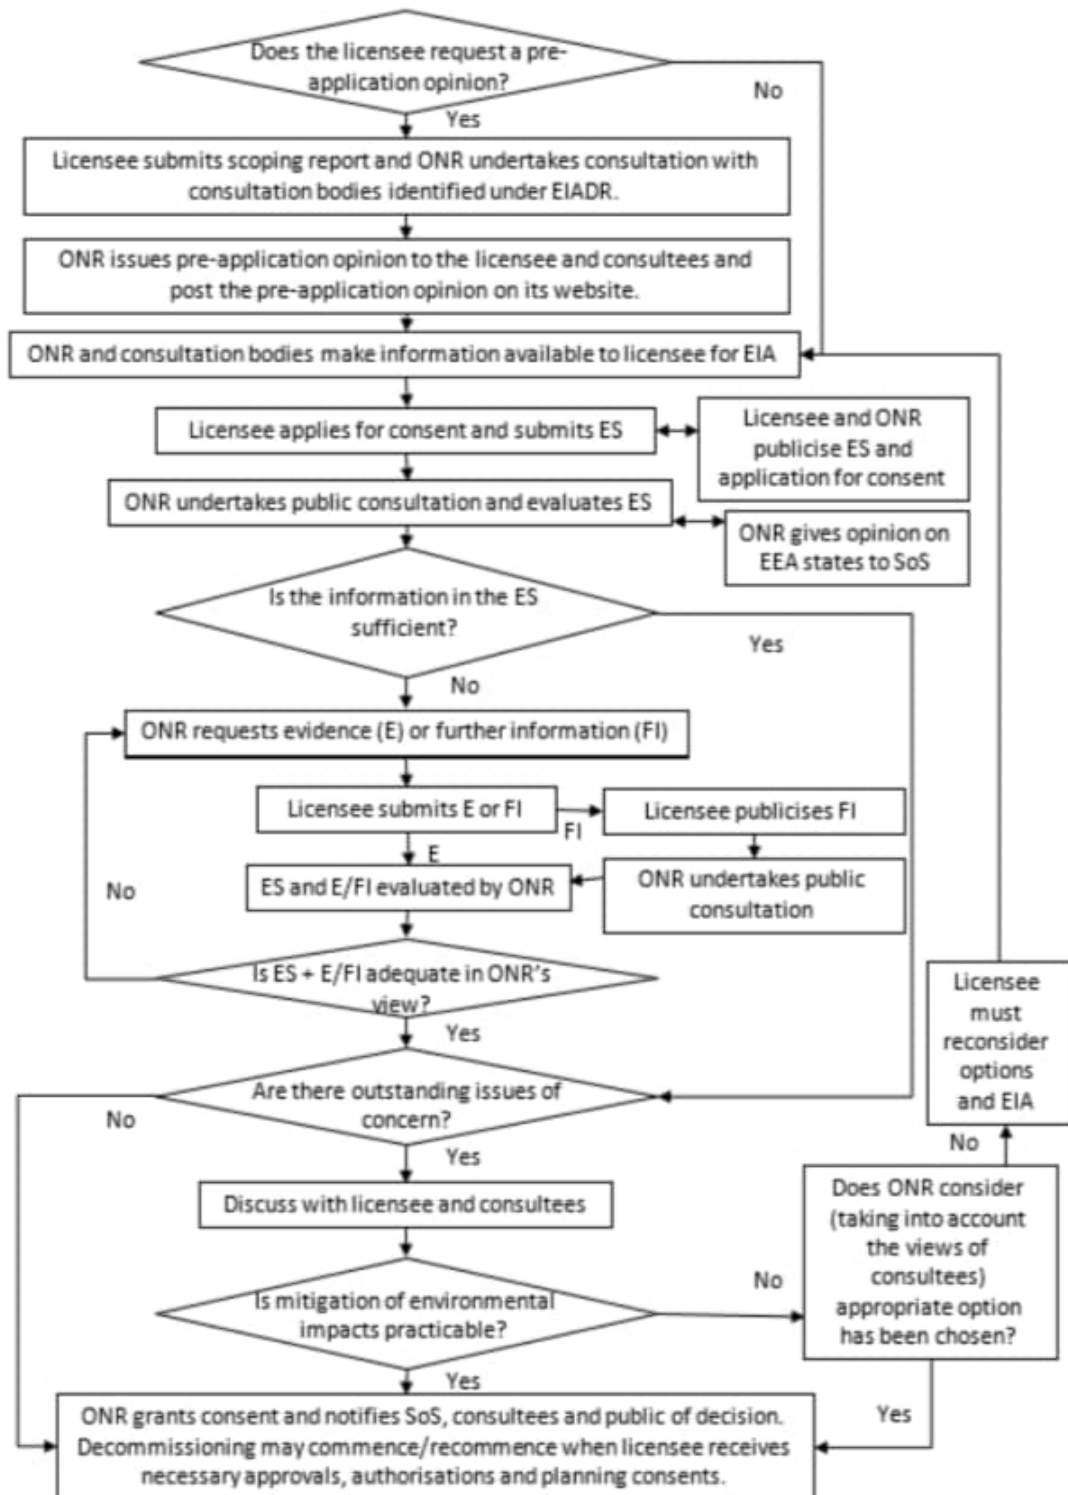 Does the licensee request a pre-
application opinion?
No
Yes
Licensee submits scoping report and ONR undertakes consultation with
consultation bodies identified under EIADR.
ONR issues pre-application opinion to the licensee and consultees and
post the pre-application opinion on its website.
ONR and consultation bodies make information available to licensee for EIA
Licensee applies for consent and submits ES
Licensee and ONR
publicise ES and
application for consent
ONR undertakes public consultation and evaluates ES
ONR gives opinion on
EEA states to SoS
Is the information in the ES
sufficient?
Yes
No
ONR requests evidence (E) or further information (FI)
Licensee submits E or FI
FI
Licensee publicises FI
E
No
ES and E/FI evaluated by ONR
ONR undertakes public
consultation
Is ES + E/FI adequate in ONR's
view?
Yes
Licensee
must
reconsider
options
and EIA
Are there outstanding issues of
concern?
No
Yes
No
Discuss with licensee and consultees
Does ONR consider
(taking into account
the views of
consultees)
appropriate option
has been chosen?
No
Is mitigation of environmental
impacts practicable?
Yes
Yes
ONR grants consent and notifies SoS, consultees and public of decision.
Decommissioning may commence/recommence when licensee receives
necessary approvals, authorisations and planning consents.